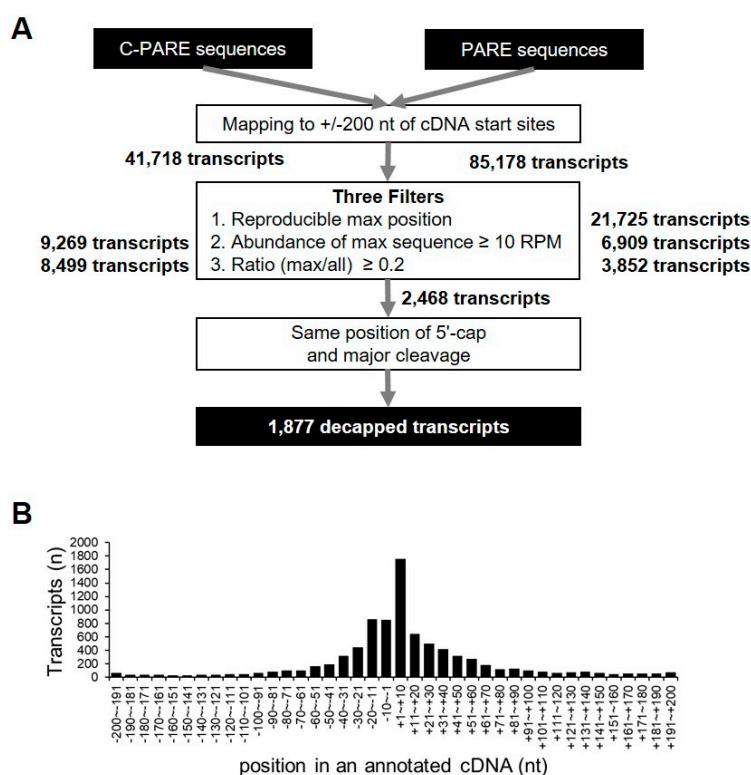 A
C-PARE sequences
PARE sequences
Mapping to +/-200 nt of cDNA start sites
41,718 transcripts
85,178 transcripts
Three Filters
1. Reproducible max position
2. Abundance of max sequence ≥ 10 RPM
3. Ratio (max/all) ≥ 0.2
9,269 transcripts
8,499 transcripts
21,725 transcripts
6,909 transcripts
3,852 transcripts
2,468 transcripts
Same position of 5'-cap
and major cleavage
1,877 decapped transcripts
B
Transcripts (n)
2000
1800
1600
1400
1200
1000
800
600
400
200
0
-200~-191
-190~-181
-180~-171
-170~-161
-160~-151
-150~-141
-140~-131
-130~-121
-120~-111
-110~-101
-100~-91
-90~-81
-80~-71
-70~-61
-60~-51
-50~-41
-40~-31
-30~-21
-20~-11
-10~-1
+1~+10
+11~+20
+21~+30
+31~+40
+41~+50
+51~+60
+61~+70
+71~+80
+81~+90
+91~+100
+101~+110
+111~-120
+121~+130
+131~+140
+141~+150
+151~-160
+161~+170
+171~+180
+181~+190
+191~+200
position in an annotated cDNA (nt)